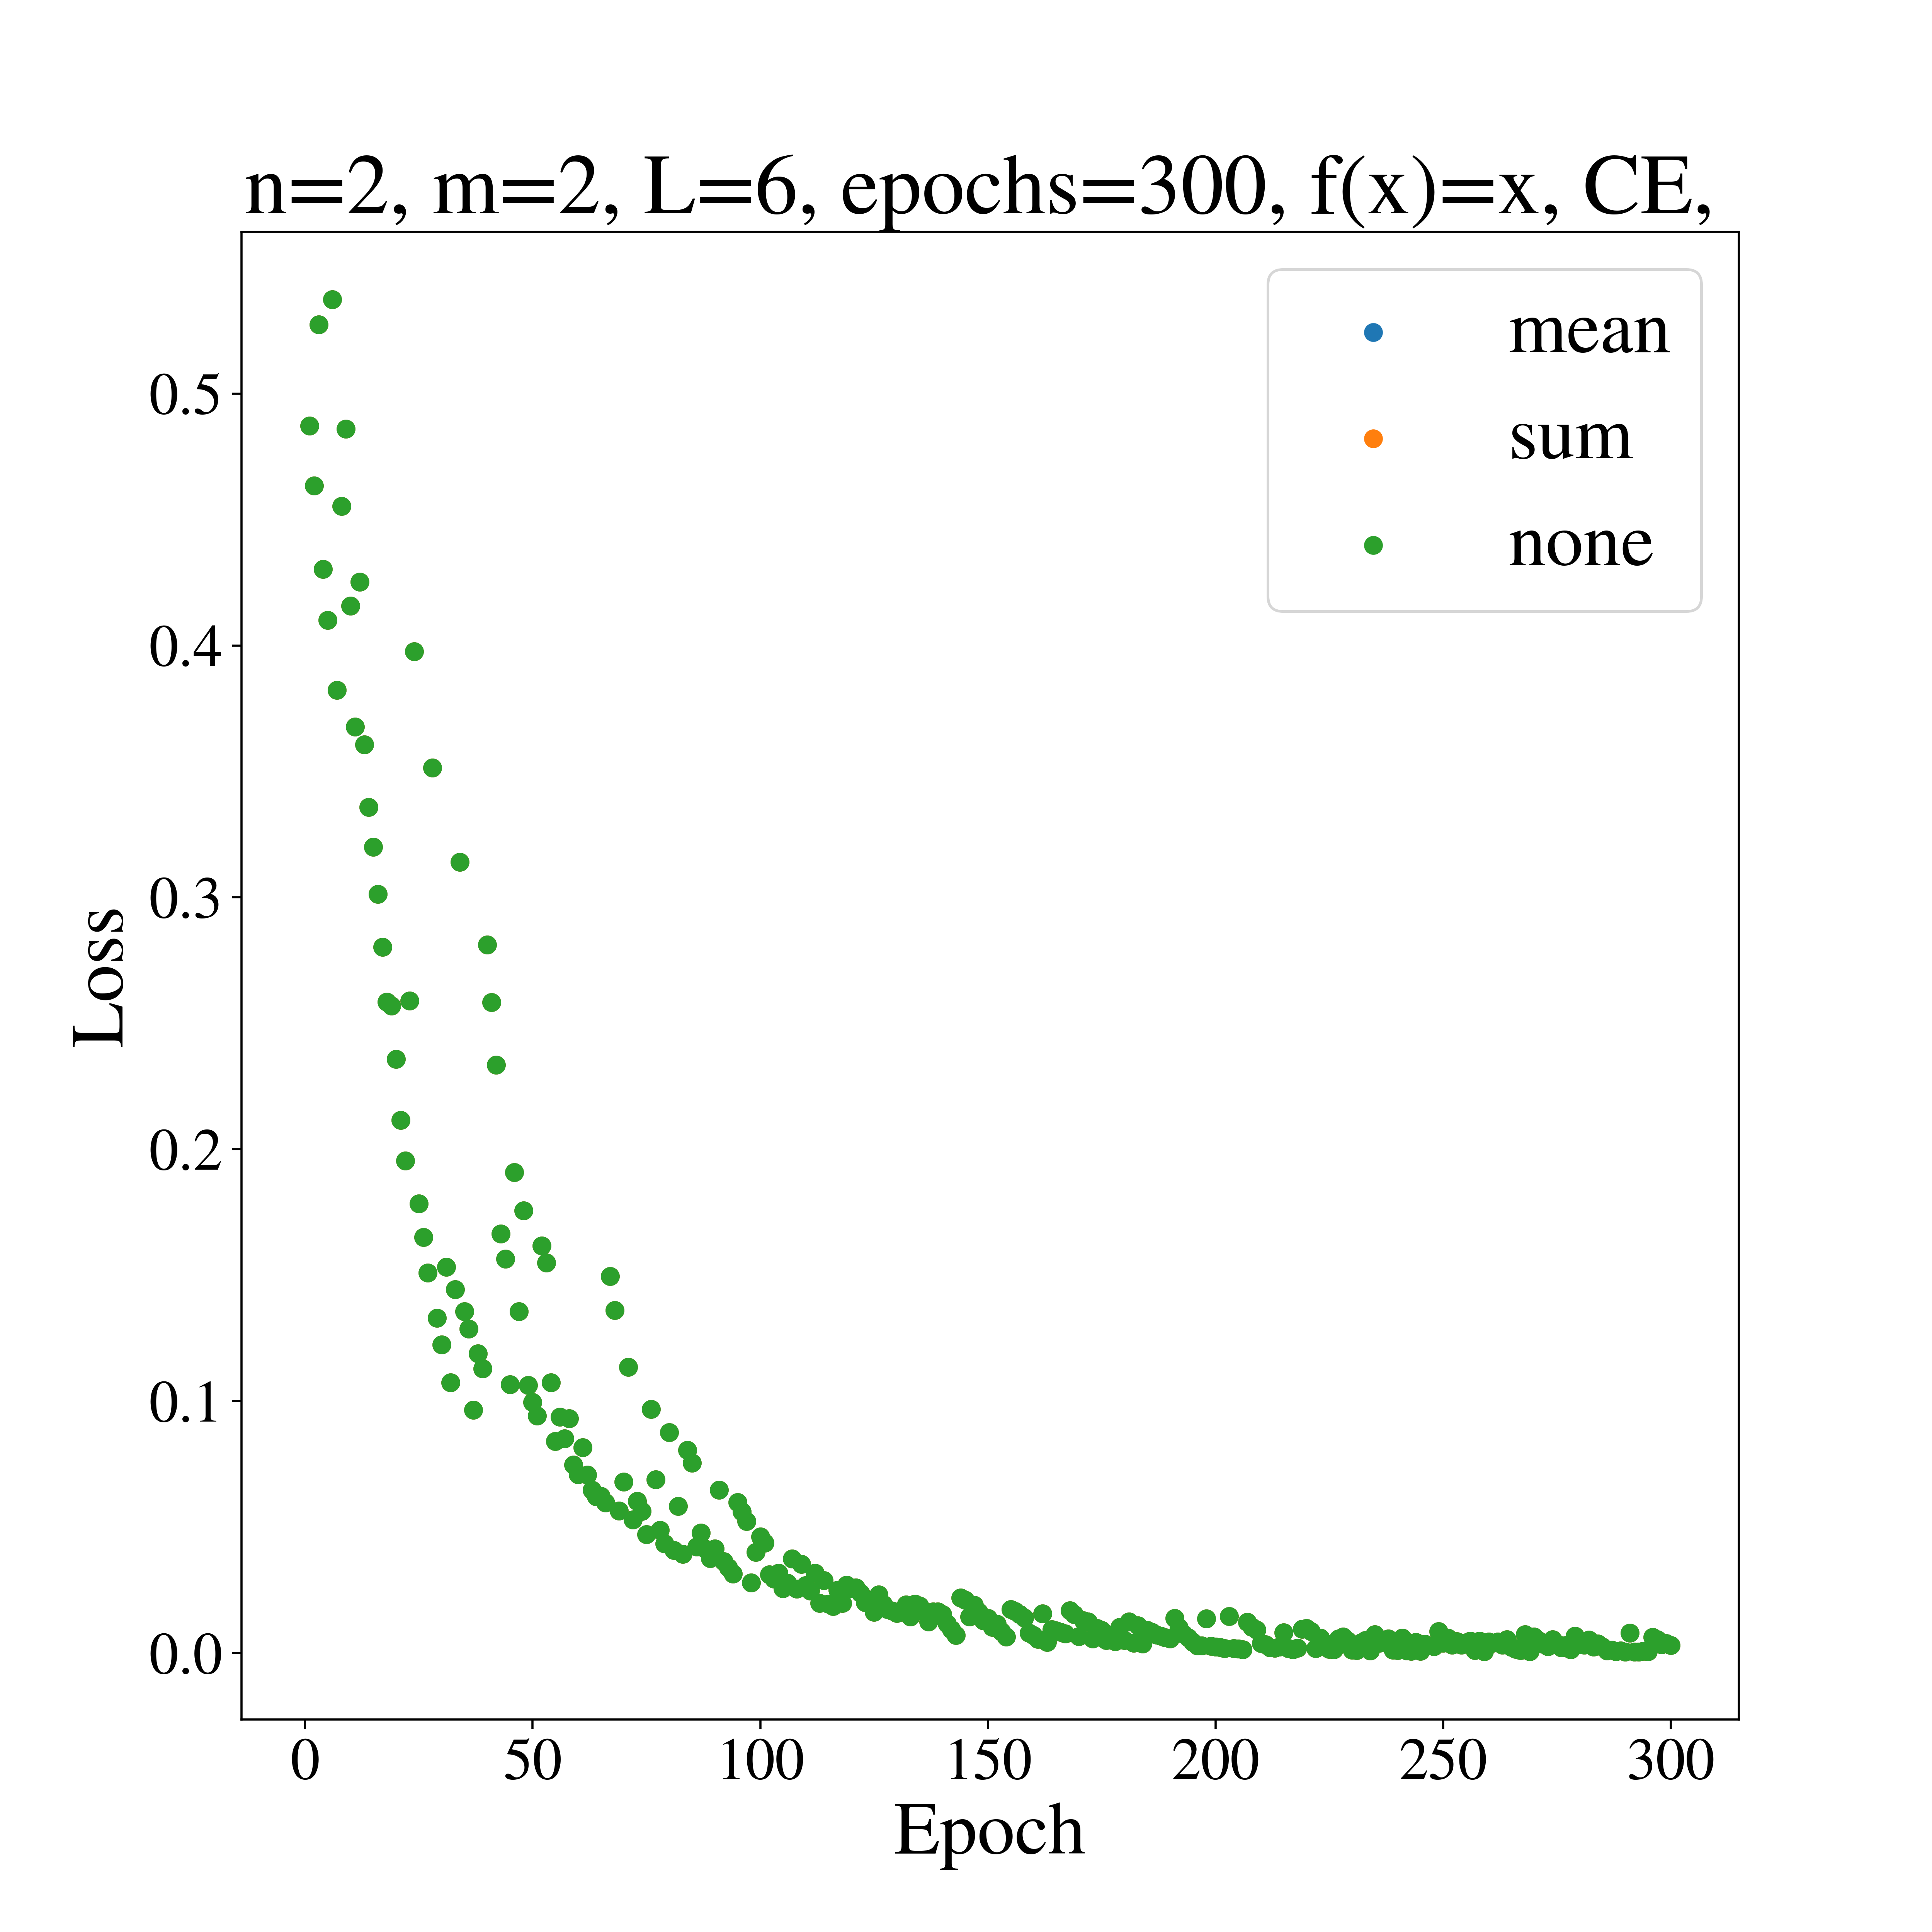 n=2, m=2, L=6, epochs=300, f(x)=x, CE,
mean
sum
none
Loss
0.5
0.4
0.3
0.2
0.1
0.0
0 50 100 150 200 250 300
Epoch